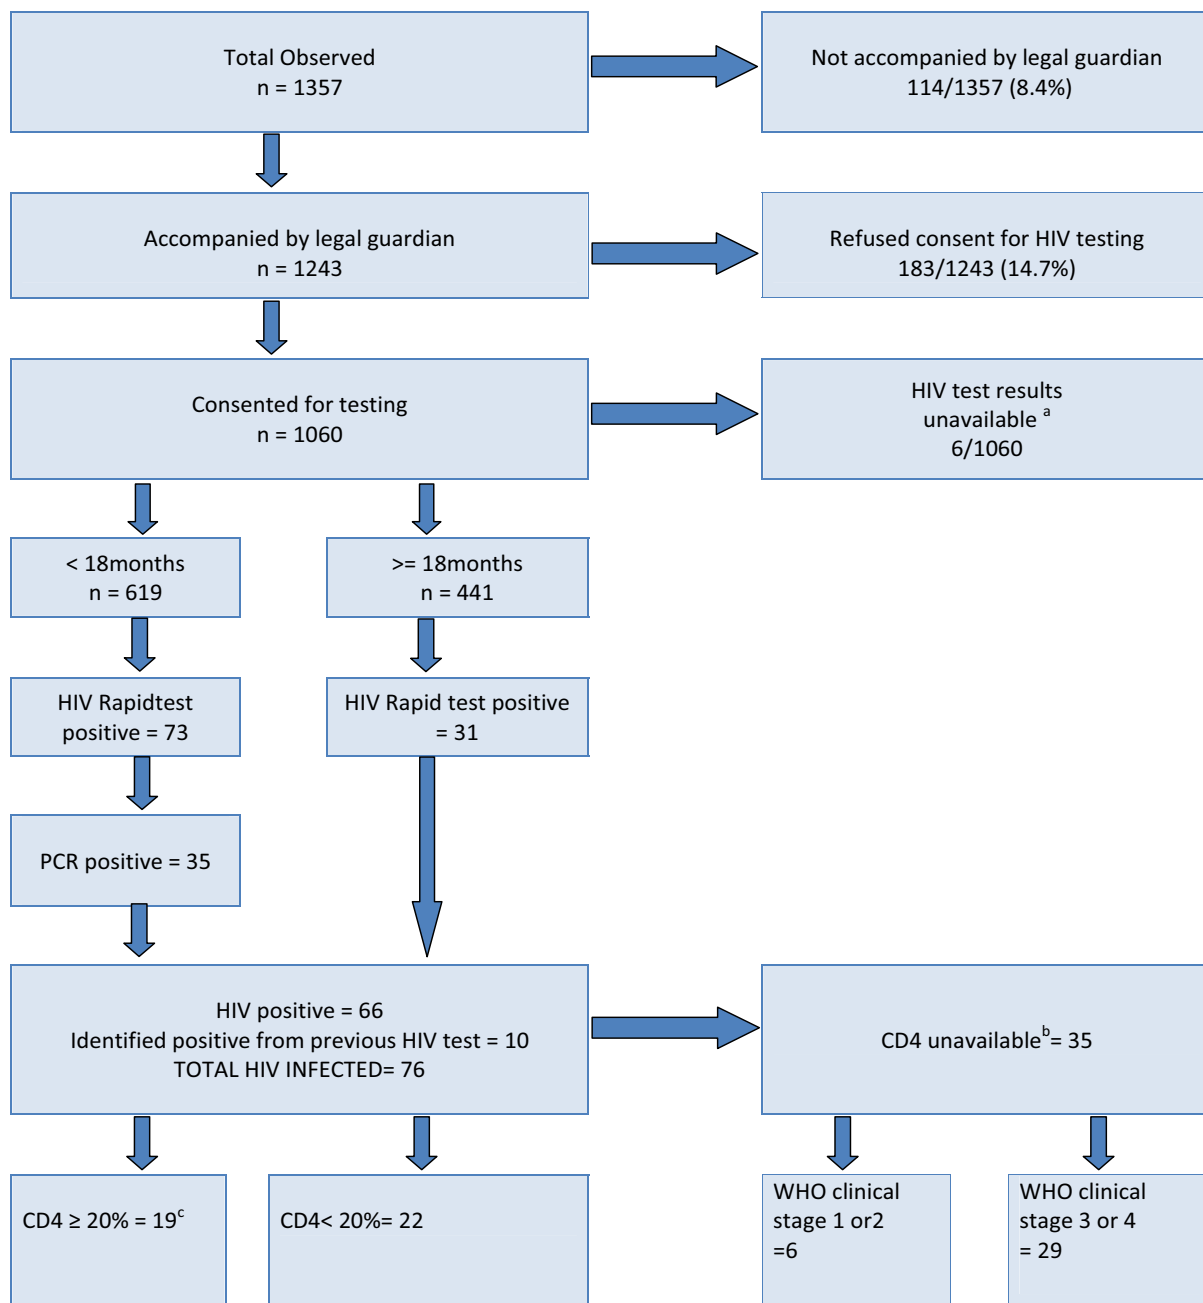 Total Observed
n = 1357
Not accompanied by legal guardian
114/1357 (8.4%)
Accompanied by legal guardian
n = 1243
Refused consent for HIV testing
183/1243 (14.7%)
Consented for testing
n = 1060
HIV test results
unavailable a
6/1060
< 18months
n = 619
>= 18months
n = 441
HIV Rapidtest
positive = 73
HIV Rapid test positive
= 31
PCR positive = 35
HIV positive = 66
Identified positive from previous HIV test = 10
TOTAL HIV INFECTED= 76
CD4 unavailableb= 35
CD4 ≥ 20% = 19c
CD4< 20%= 22
WHO clinical
stage 1 or2
=6
WHO clinical
stage 3 or 4
= 29